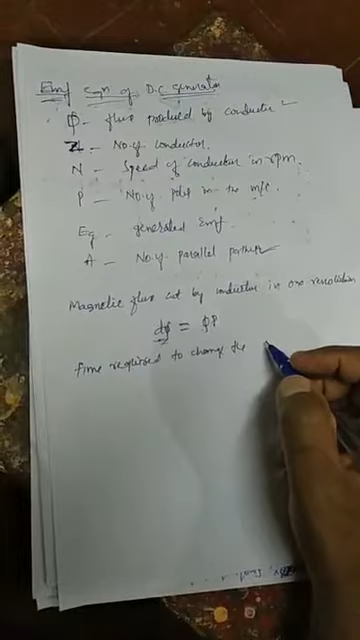 Emf Eqn of D.C generator
Φ - flux produced by conductor
Z - No. of conductor.
N - Speed of conductor in rpm.
P - No. of poles in the m/c.
Eg - generated Emf.
A - No. of parallel path
Magnetic flux cut by conductor in one revolution
dφ = φP
Time required to change the